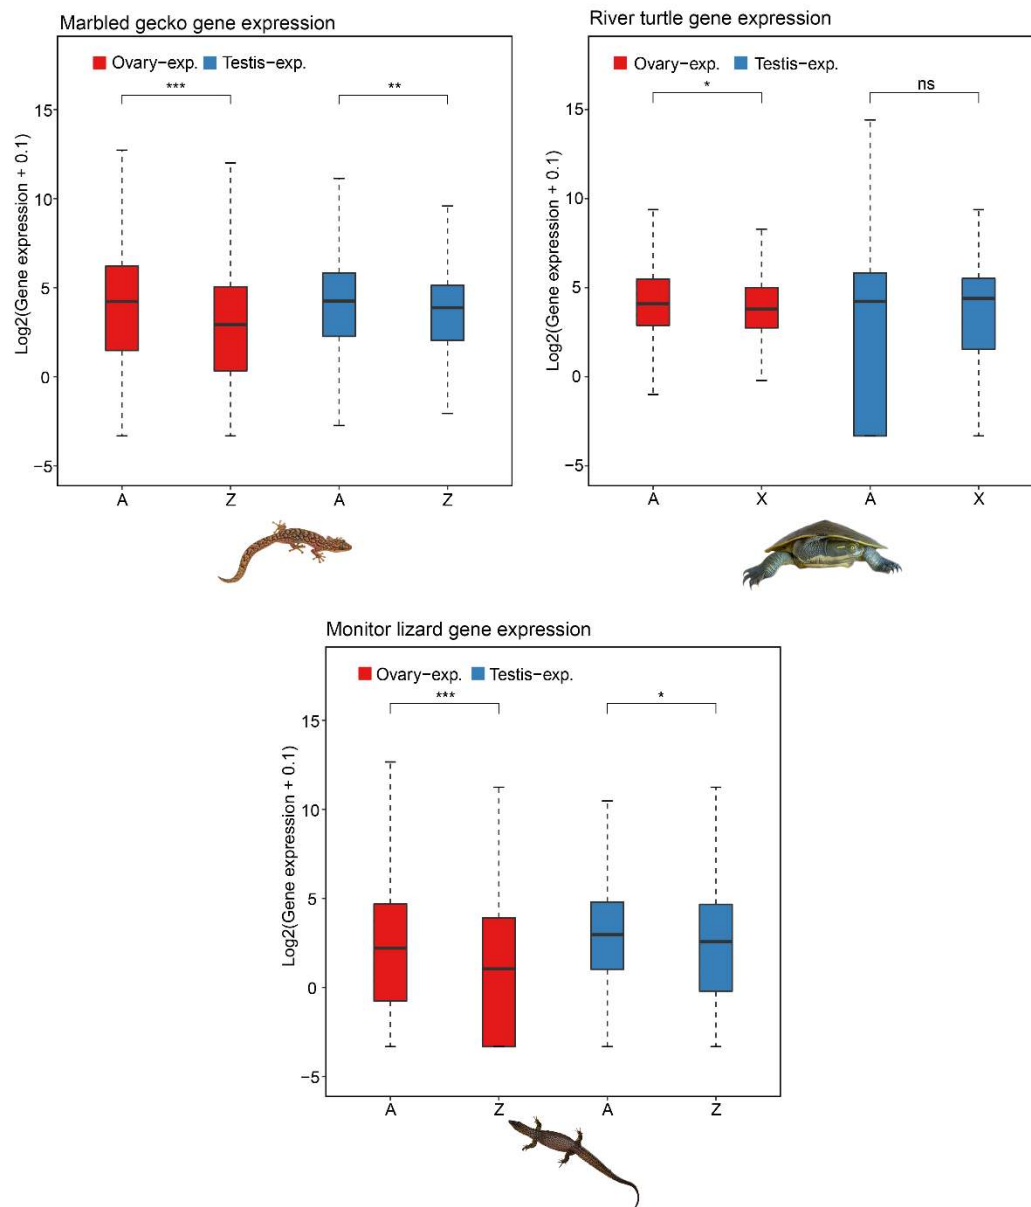 Marbled gecko gene expression
Ovary−exp. Testis−exp.
*** **
Log2(Gene expression + 0.1)
15
10
5
0
−5
A Z A Z
River turtle gene expression
Ovary−exp. Testis−exp.
* ns
Log2(Gene expression + 0.1)
15
10
5
0
−5
A X A X
Monitor lizard gene expression
Ovary−exp. Testis−exp.
*** *
Log2(Gene expression + 0.1)
15
10
5
0
−5
A Z A Z